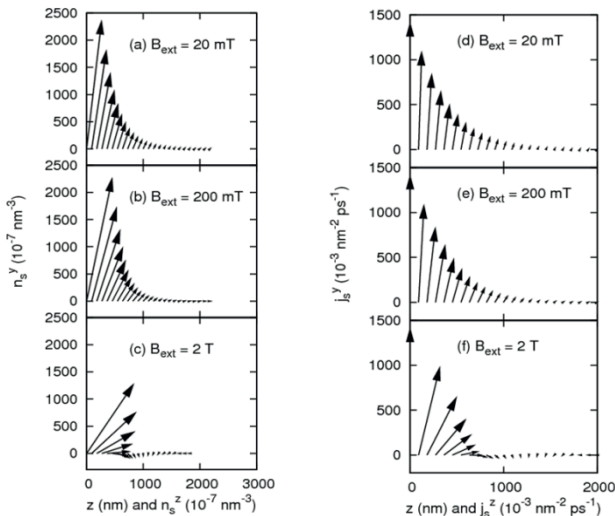 2500
2000
1500
1000
500
0
(a) B_ext = 20 mT
2500
2000
1500
1000
500
0
(b) B_ext = 200 mT
2500
2000
1500
1000
500
0
(c) B_ext = 2 T
n_s^y (10^-7 nm^-3)
0 1000 2000 3000
z (nm) and n_s^z (10^-7 nm^-3)
1500
1000
500
0
(d) B_ext = 20 mT
1500
1000
500
0
(e) B_ext = 200 mT
1500
1000
500
0
(f) B_ext = 2 T
j_s^y (10^-3 nm^-2 ps^-1)
0 1000 2000
z (nm) and j_s^z (10^-3 nm^-2 ps^-1)